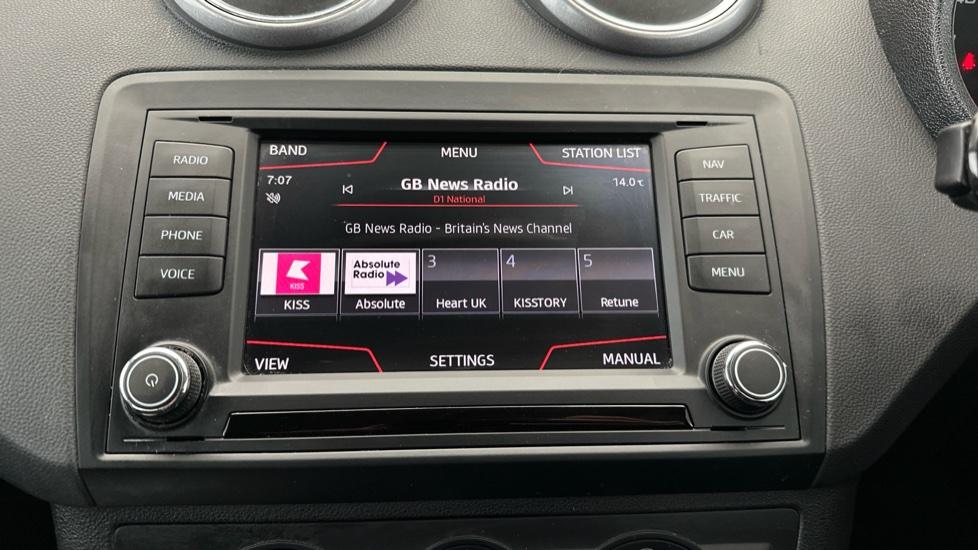 BAND MENU STATION LIST
RADIO
MEDIA
PHONE
VOICE
7:07
GB News Radio
14.0℃
D1 National
GB News Radio - Britain's News Channel
KISS
KISS
Absolute
Radio
Absolute
3
Heart UK
4
KISSTORY
5
Retune
VIEW SETTINGS MANUAL
NAV
TRAFFIC
CAR
MENU